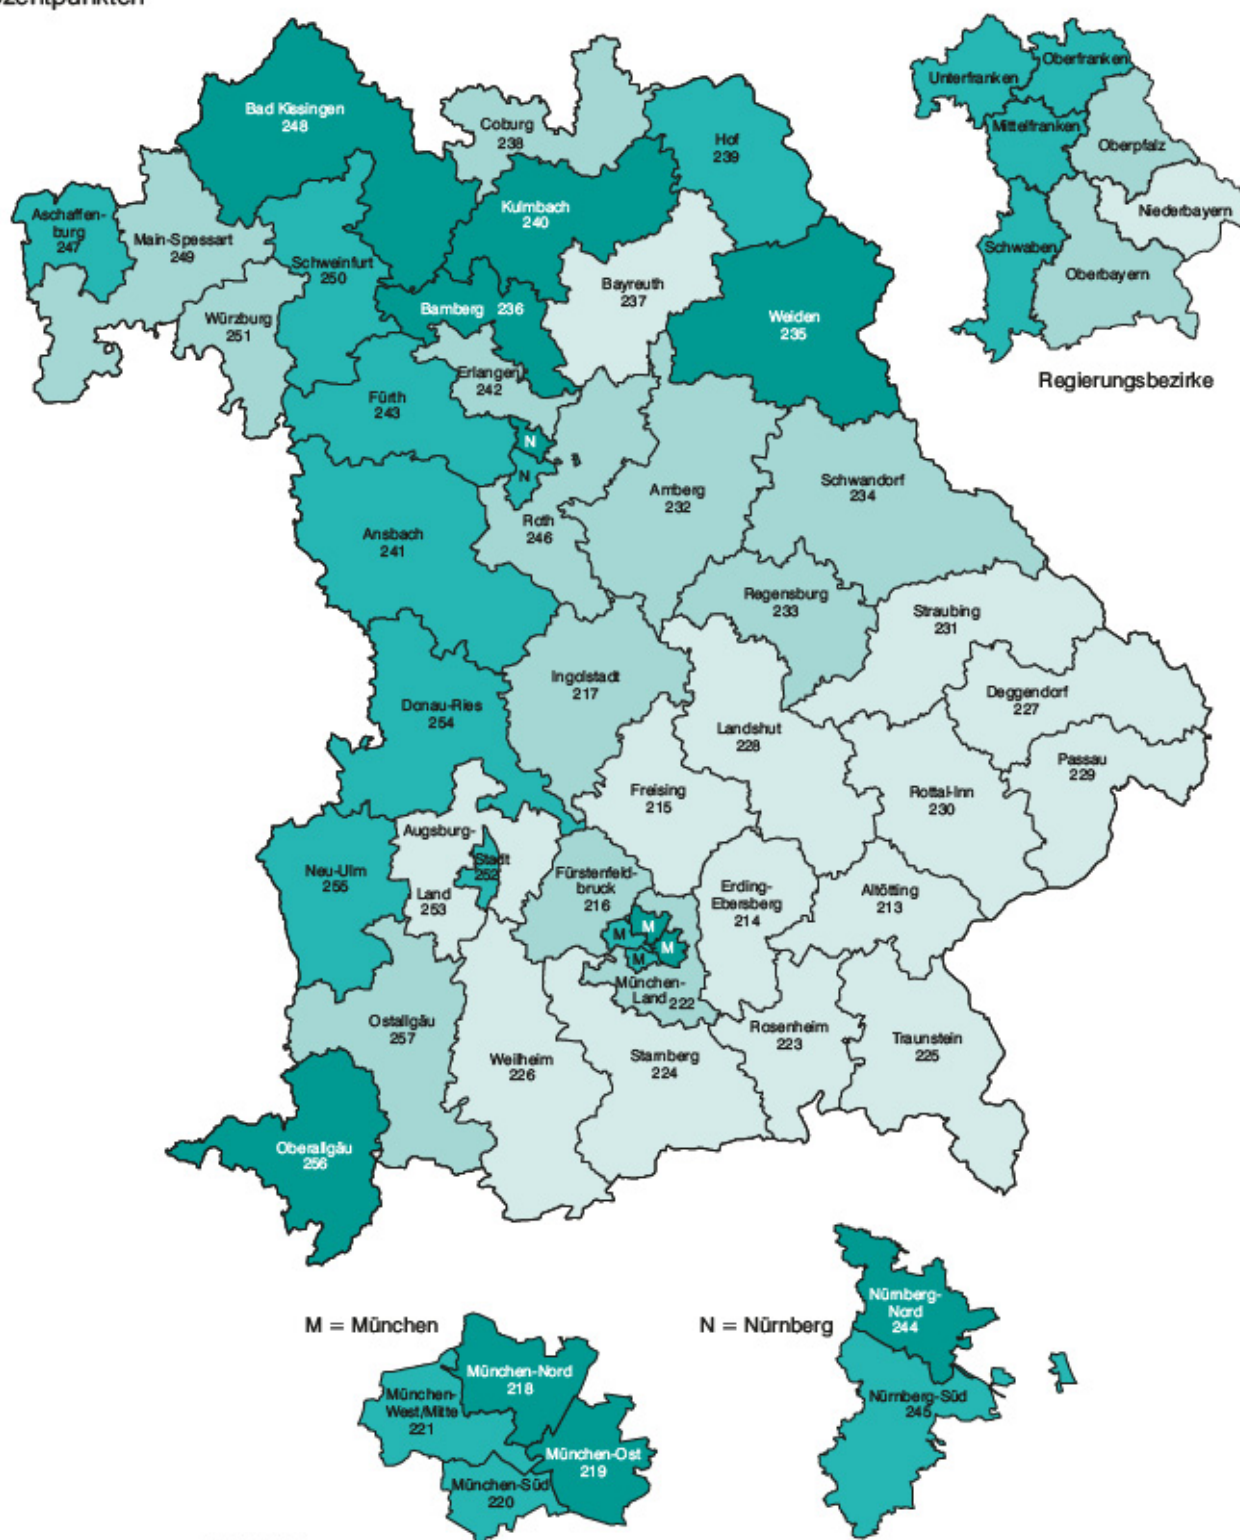 Bad Kissingen
248
Coburg
238
Hof
239
Unterfranken
Oberfranken
Mittelfranken
Oberpfalz
Niederbayern
Schwaben
Oberbayern
Regierungsbezirke
Aschaffen-
burg
247
Main-Spessart
249
Schweinfurt
250
Kulmbach
240
Würzburg
251
Bamberg 236
Bayreuth
237
Weiden
235
Erlangen
242
Fürth
243
N
N
Ansbach
241
Roth
246
Amberg
232
Schwandorf
234
Regensburg
233
Straubing
231
Ingolstadt
217
Deggendorf
227
Donau-Ries
254
Landshut
228
Passau
229
Freising
215
Rottal-Inn
230
Augsburg-
Stadt
252
Land
253
Neu-Ulm
255
Fürstenfeld-
bruck
216
Erding-
Ebersberg
214
Altötting
213
M
M
M
M
München-
Land 222
Ostallgäu
257
Weilheim
226
Starnberg
224
Rosenheim
223
Traunstein
225
Oberallgäu
256
M = München
München-Nord
218
München-
West/Mitte
221
München-Ost
219
München-Süd
220
N = Nürnberg
Nürnberg-
Nord
244
Nürnberg-Süd
245